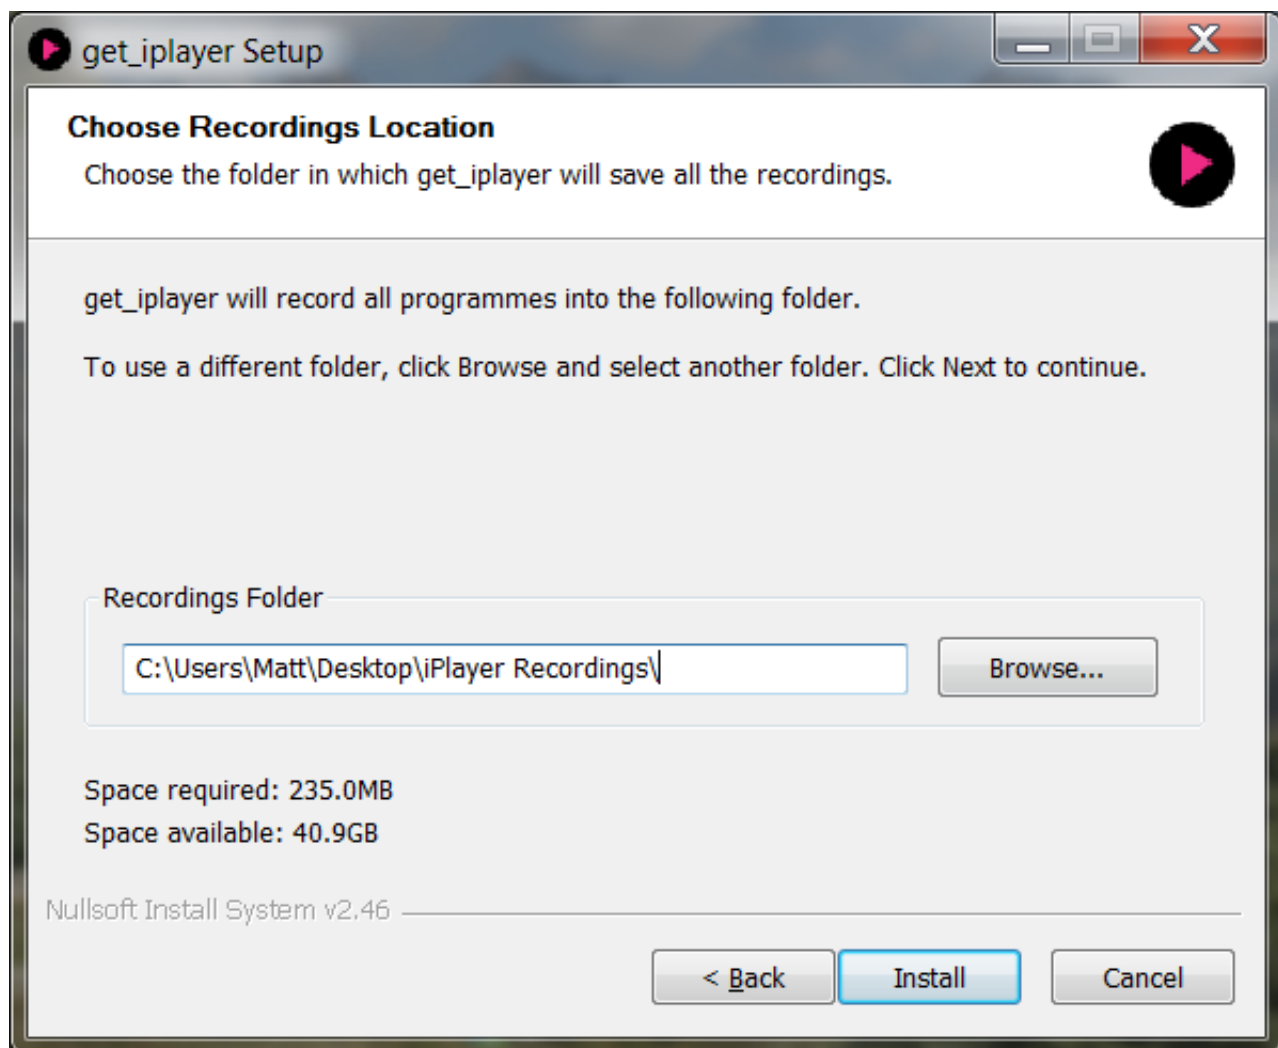 get_iplayer Setup
Choose Recordings Location
Choose the folder in which get_iplayer will save all the recordings.
get_iplayer will record all programmes into the following folder.
To use a different folder, click Browse and select another folder. Click Next to continue.
Recordings Folder
C:\Users\Matt\Desktop\iPlayer Recordings\
Browse...
Space required: 235.0MB
Space available: 40.9GB
Nullsoft Install System v2.46
< Back
Install
Cancel